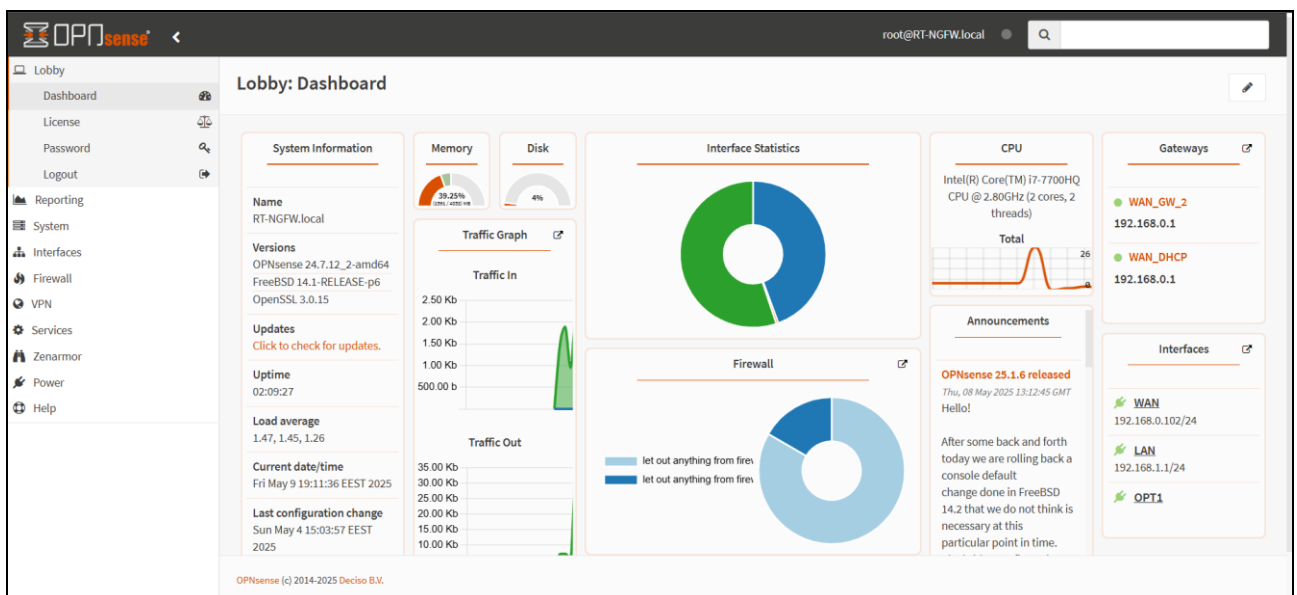 OPNsense
root@RT-NGFW.local
Lobby
Dashboard
License
Password
Logout
Reporting
System
Interfaces
Firewall
VPN
Services
Zenarmor
Power
Help
Lobby: Dashboard
System Information
Name
RT-NGFW.local
Versions
OPNsense 24.7.12_2-amd64
FreeBSD 14.1-RELEASE-p6
OpenSSL 3.0.15
Updates
Click to check for updates.
Uptime
02:09:27
Load average
1.47, 1.45, 1.26
Current date/time
Fri May 9 19:11:36 EEST 2025
Last configuration change
Sun May 4 15:03:57 EEST
2025
Memory
39.25%
Disk
4%
Traffic Graph
Traffic In
2.50 Kb
2.00 Kb
1.50 Kb
1.00 Kb
500.00 b
Traffic Out
35.00 Kb
30.00 Kb
25.00 Kb
20.00 Kb
15.00 Kb
10.00 Kb
Interface Statistics
Firewall
let out anything from firew
let out anything from firew
CPU
Intel(R) Core(TM) i7-7700HQ
CPU @ 2.80GHz (2 cores, 2
threads)
Total
26
Announcements
OPNsense 25.1.6 released
Thu, 08 May 2025 13:12:45 GMT
Hello!
After some back and forth
today we are rolling back a
console default
change done in FreeBSD
14.2 that we do not think is
necessary at this
particular point in time.
Gateways
WAN_GW_2
192.168.0.1
WAN_DHCP
192.168.0.1
Interfaces
WAN
192.168.0.102/24
LAN
192.168.1.1/24
OPT1
OPNsense (c) 2014-2025 Deciso B.V.